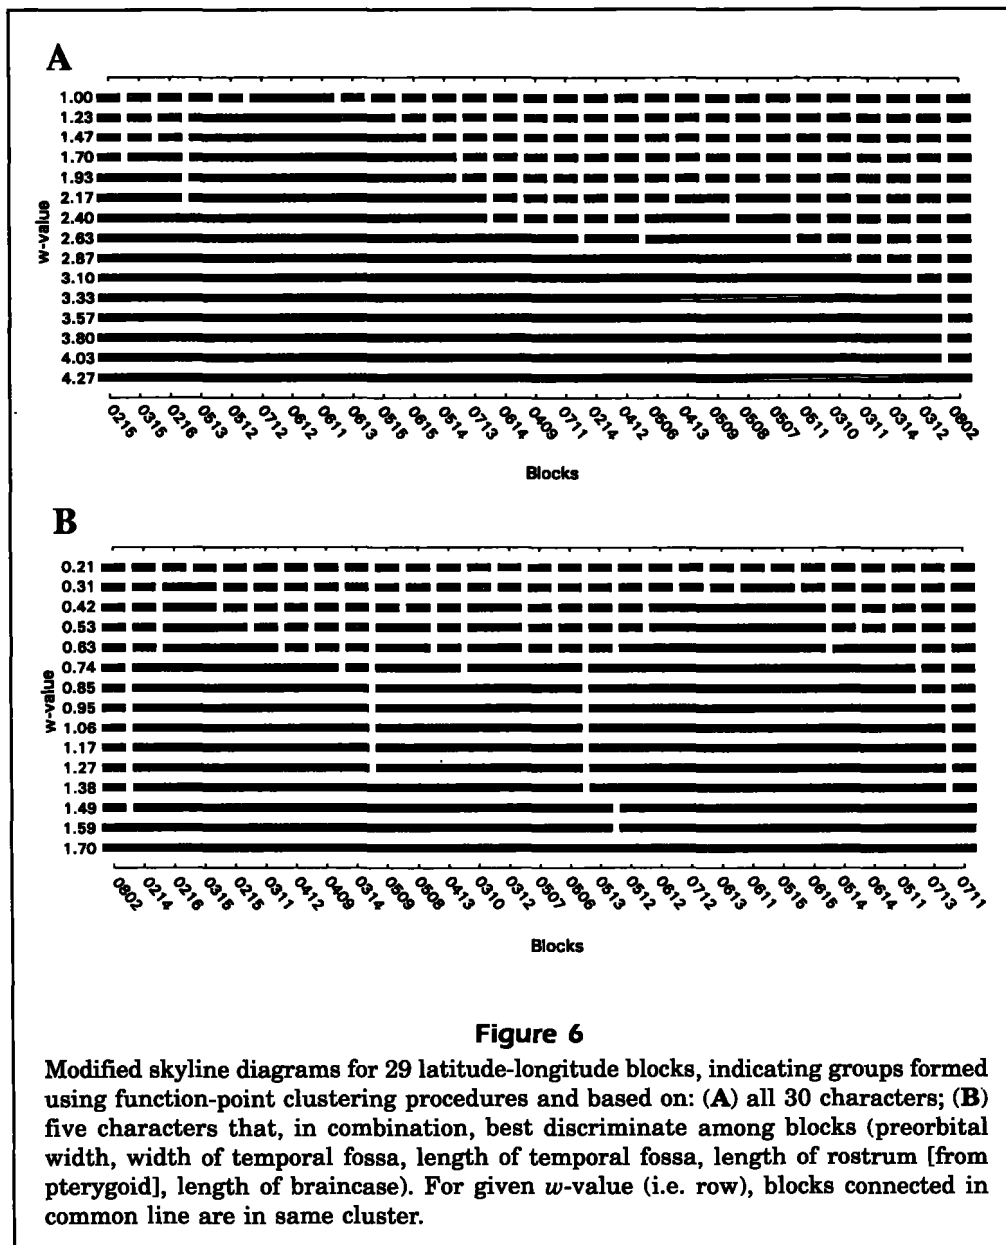 A
1.00
1.23
1.47
1.70
1.93
2.17
2.40
2.63
2.87
3.10
3.33
3.57
3.80
4.03
4.27
w-value
0215 0315 0216 0513 0512 0712 0612 0611 0613 0515 0615 0514 0713 0614 0409 0711 0214 0412 0506 0413 0509 0508 0507 0511 0310 0311 0314 0312 0802
Blocks
B
0.21
0.31
0.42
0.53
0.63
0.74
0.85
0.95
1.06
1.17
1.27
1.38
1.49
1.59
1.70
w-value
0802 0214 0216 0315 0215 0311 0412 0409 0314 0509 0508 0413 0310 0312 0507 0506 0513 0512 0612 0712 0613 0611 0515 0615 0514 0614 0511 0713 0711
Blocks
Figure 6
Modified skyline diagrams for 29 latitude-longitude blocks, indicating groups formed
using function-point clustering procedures and based on: (A) all 30 characters; (B)
five characters that, in combination, best discriminate among blocks (preorbital
width, width of temporal fossa, length of temporal fossa, length of rostrum [from
pterygoid], length of braincase). For given w-value (i.e. row), blocks connected in
common line are in same cluster.